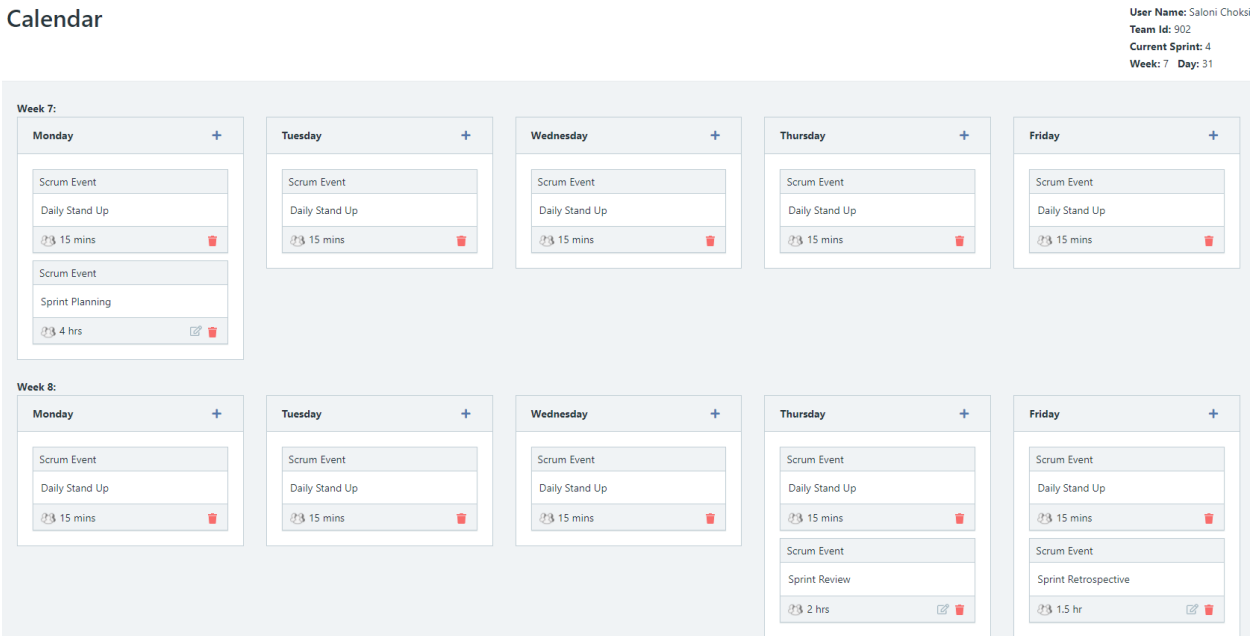 Calendar
User Name: Saloni Choksi
Team Id: 902
Current Sprint: 4
Week: 7 Day: 31
Week 7:
Monday +
Scrum Event
Daily Stand Up
15 mins
Scrum Event
Sprint Planning
4 hrs
Tuesday +
Scrum Event
Daily Stand Up
15 mins
Wednesday +
Scrum Event
Daily Stand Up
15 mins
Thursday +
Scrum Event
Daily Stand Up
15 mins
Friday +
Scrum Event
Daily Stand Up
15 mins
Week 8:
Monday +
Scrum Event
Daily Stand Up
15 mins
Tuesday +
Scrum Event
Daily Stand Up
15 mins
Wednesday +
Scrum Event
Daily Stand Up
15 mins
Thursday +
Scrum Event
Daily Stand Up
15 mins
Scrum Event
Sprint Review
2 hrs
Friday +
Scrum Event
Daily Stand Up
15 mins
Scrum Event
Sprint Retrospective
1.5 hr